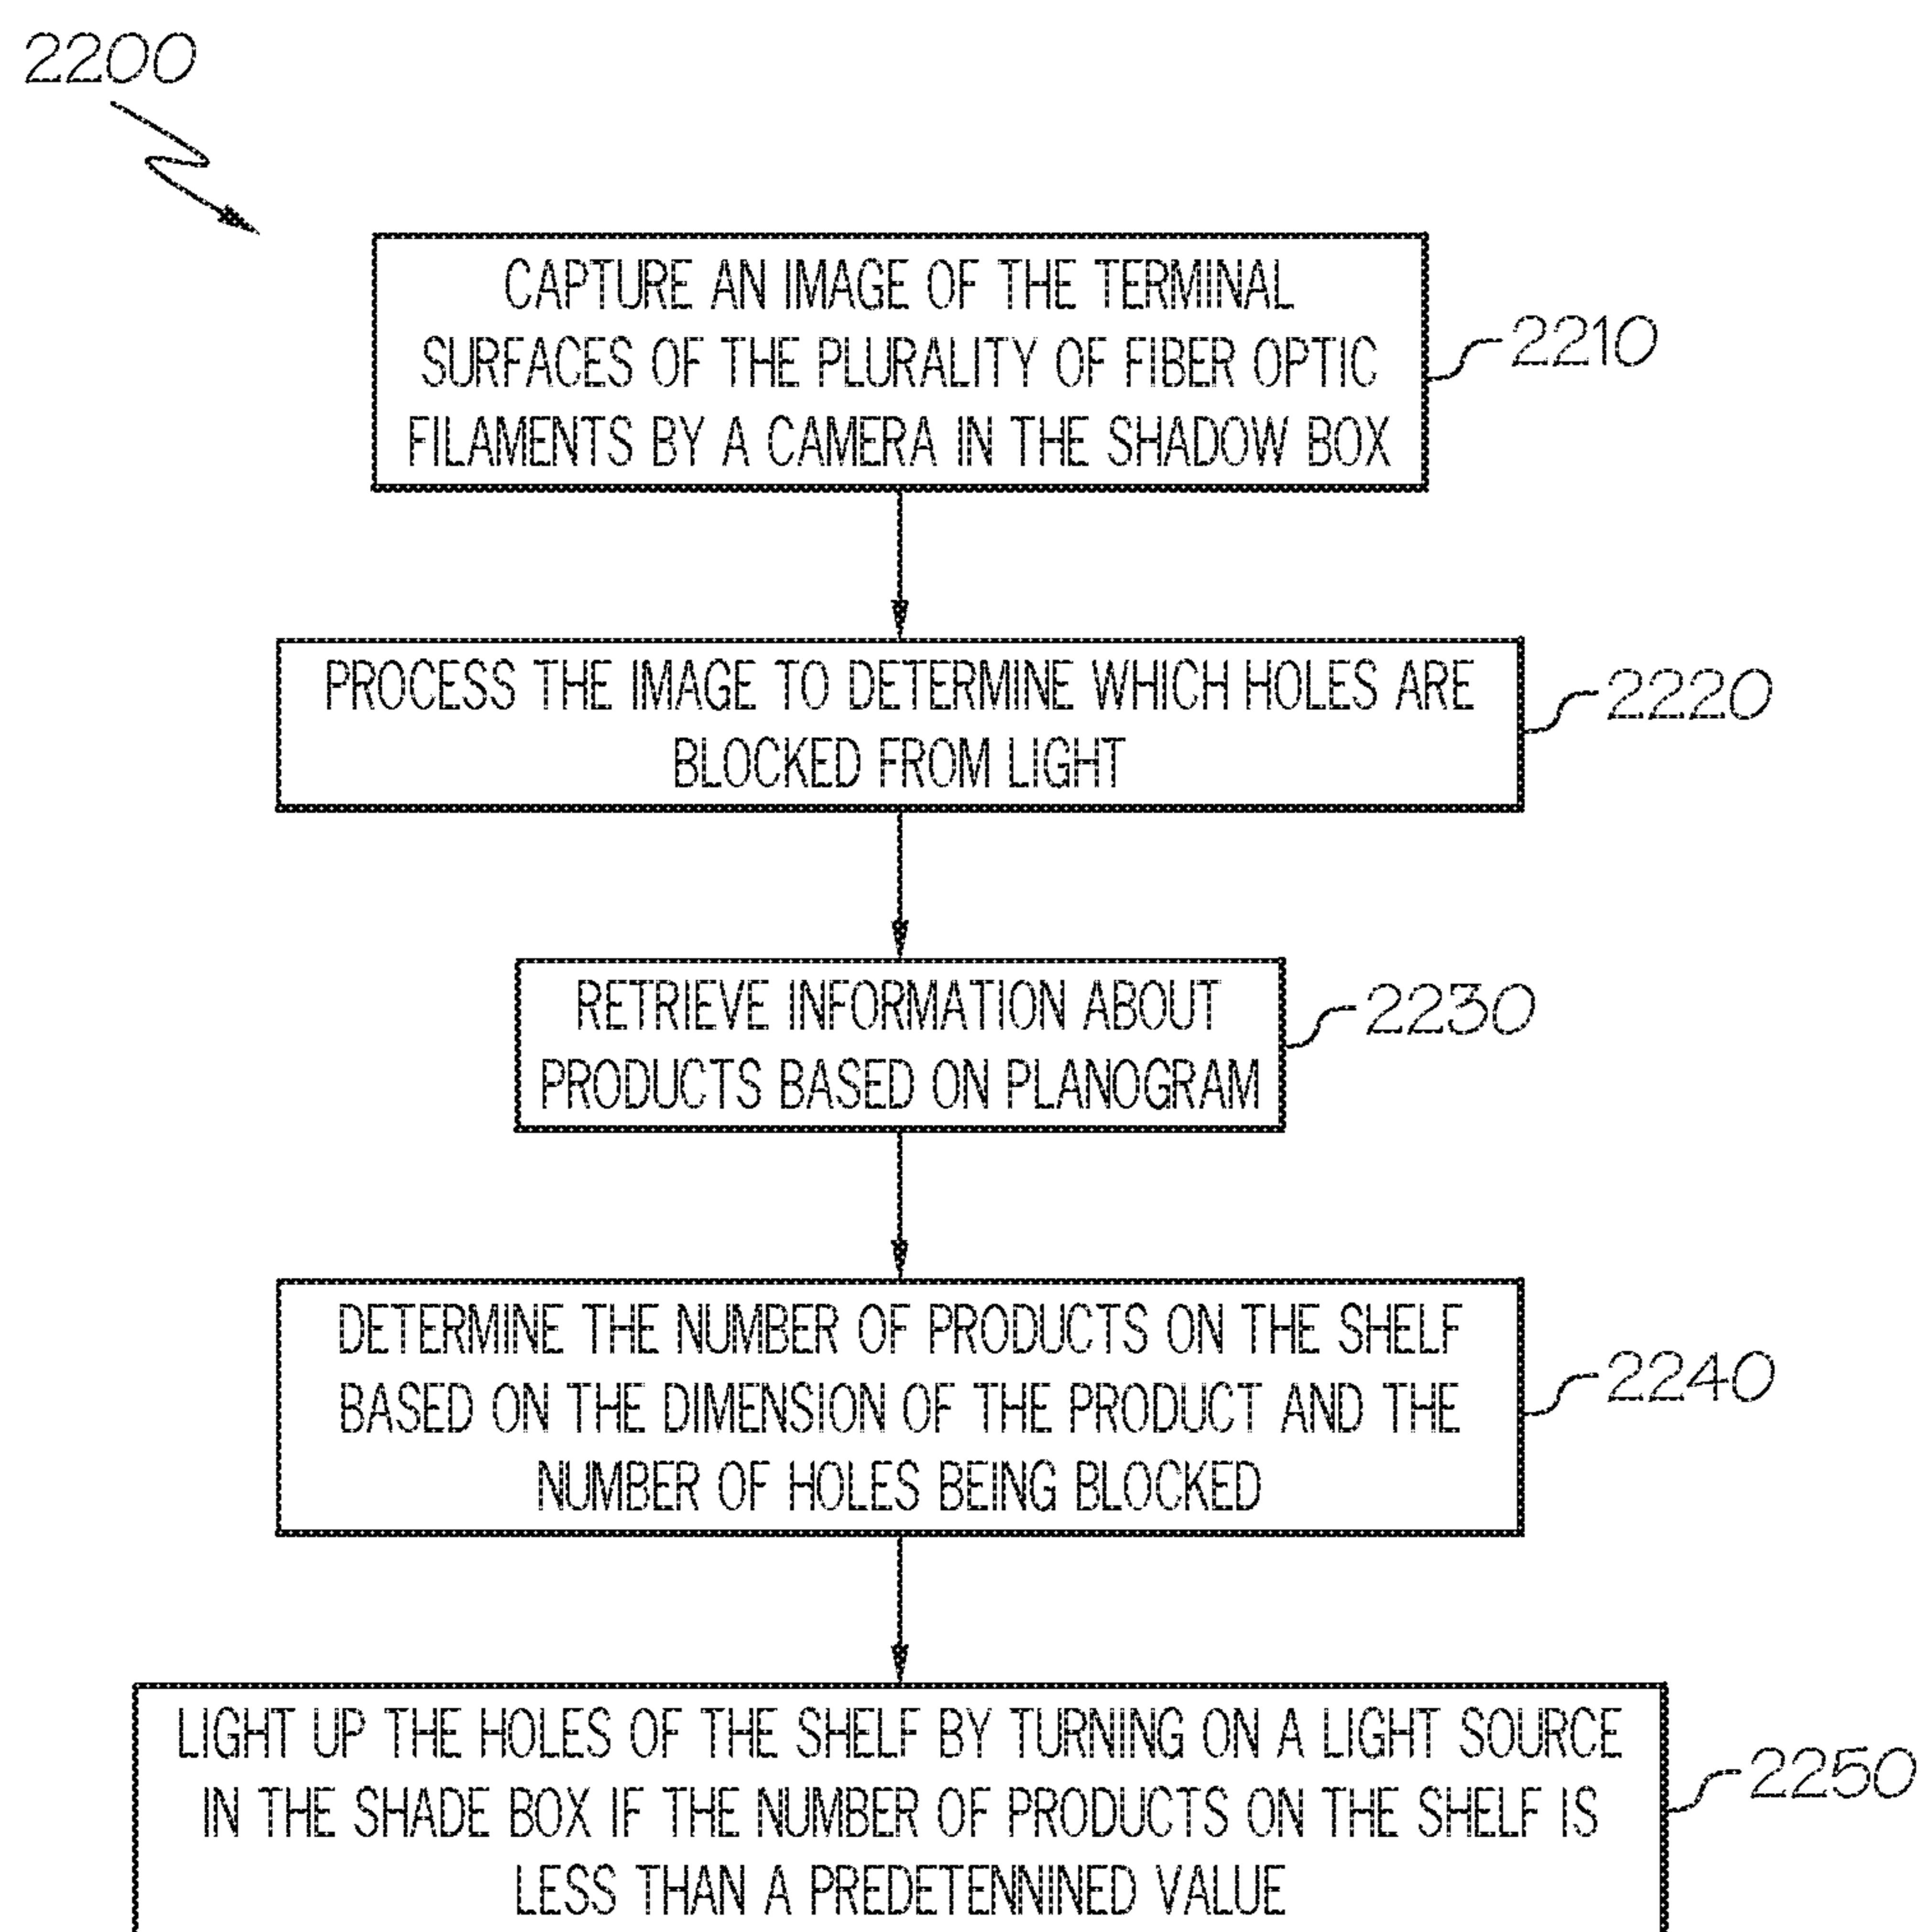 2200
CAPTURE AN IMAGE OF THE TERMINAL
SURFACES OF THE PLURALITY OF FIBER OPTIC
FILAMENTS BY A CAMERA IN THE SHADOW BOX
2210
PROCESS THE IMAGE TO DETERMINE WHICH HOLES ARE
BLOCKED FROM LIGHT
2220
RETRIEVE INFORMATION ABOUT
PRODUCTS BASED ON PLANOGRAM
2230
DETERMINE THE NUMBER OF PRODUCTS ON THE SHELF
BASED ON THE DIMENSION OF THE PRODUCT AND THE
NUMBER OF HOLES BEING BLOCKED
2240
LIGHT UP THE HOLES OF THE SHELF BY TURNING ON A LIGHT SOURCE
IN THE SHADE BOX IF THE NUMBER OF PRODUCTS ON THE SHELF IS
LESS THAN A PREDETENNINED VALUE
2250